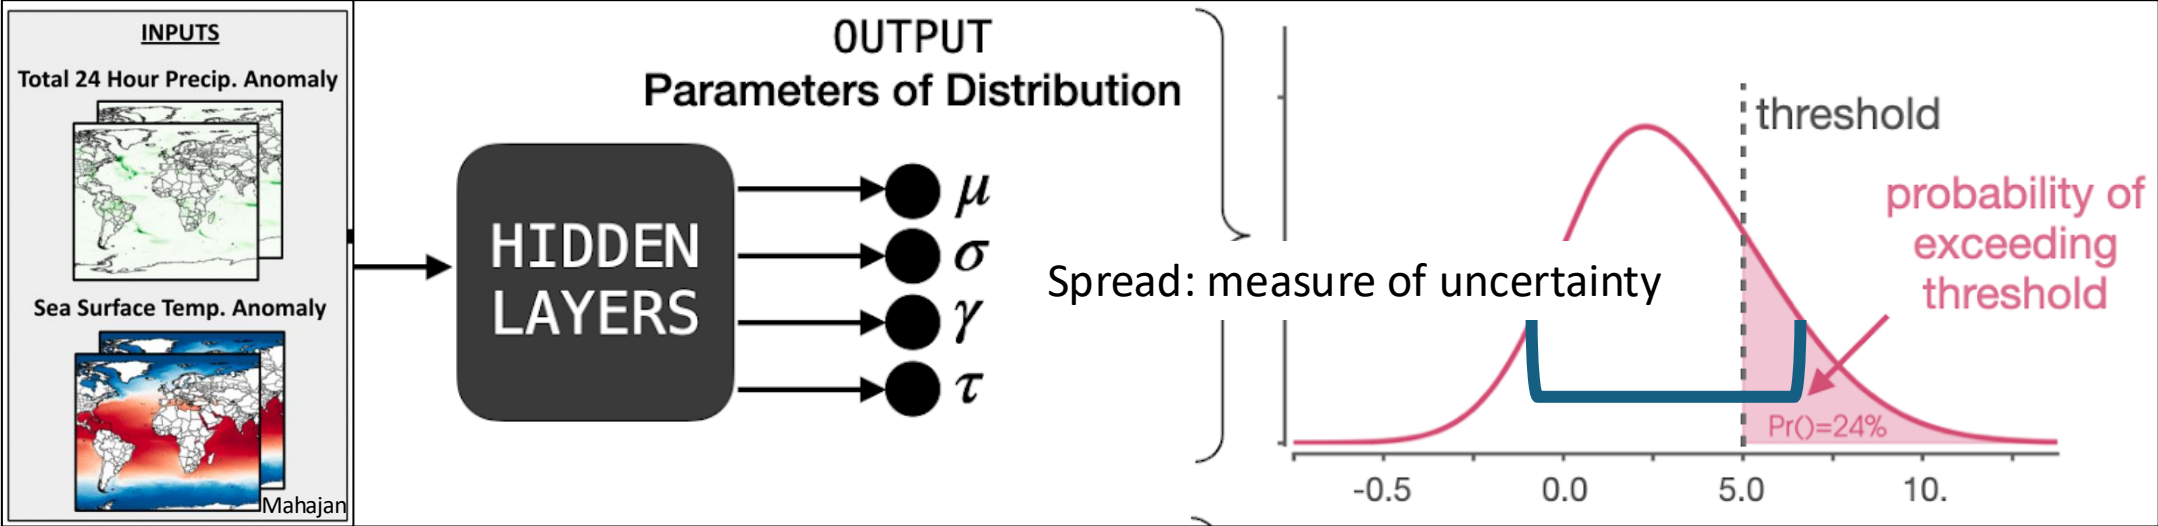 INPUTS
Total 24 Hour Precip. Anomaly
Sea Surface Temp. Anomaly
Mahajan
HIDDEN
LAYERS
OUTPUT
Parameters of Distribution
μ
σ
γ
τ
Spread: measure of uncertainty
threshold
probability of
exceeding
threshold
Pr()=24%
-0.5 0.0 5.0 10.